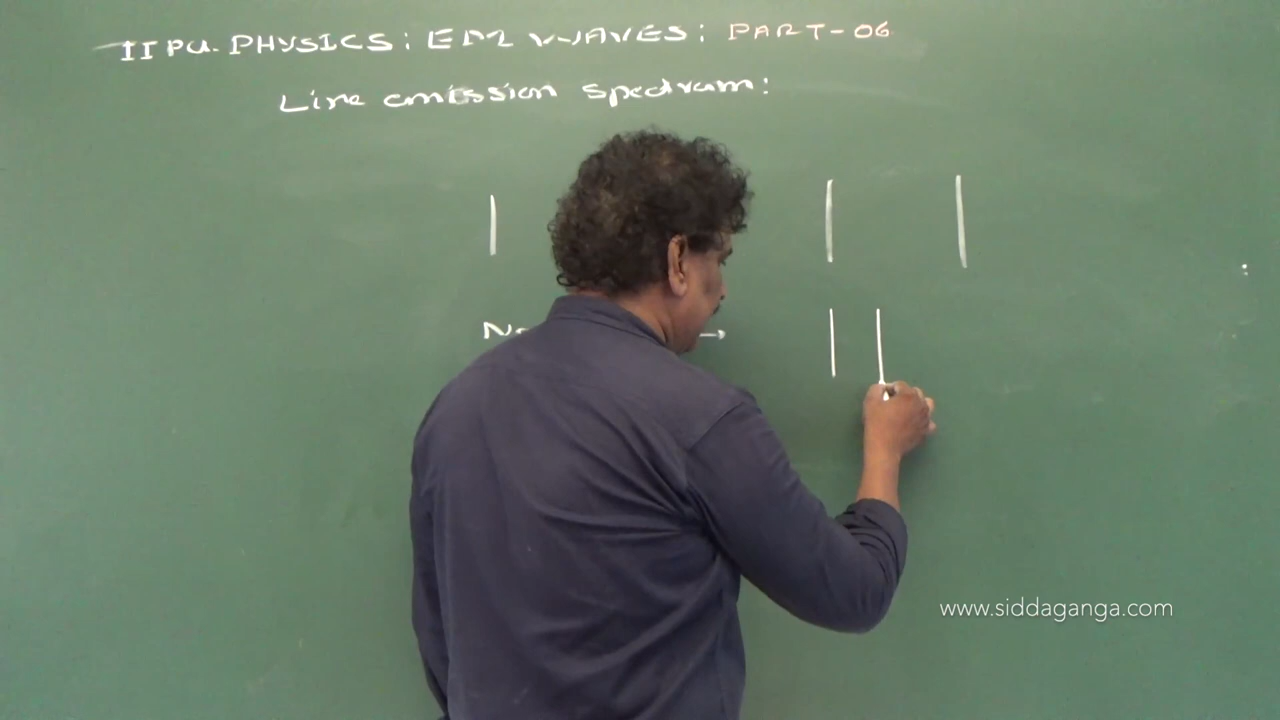 II PU. PHYSICS: EM WAVES: PART-06
Line emission spectrum:
www.siddaganga.com